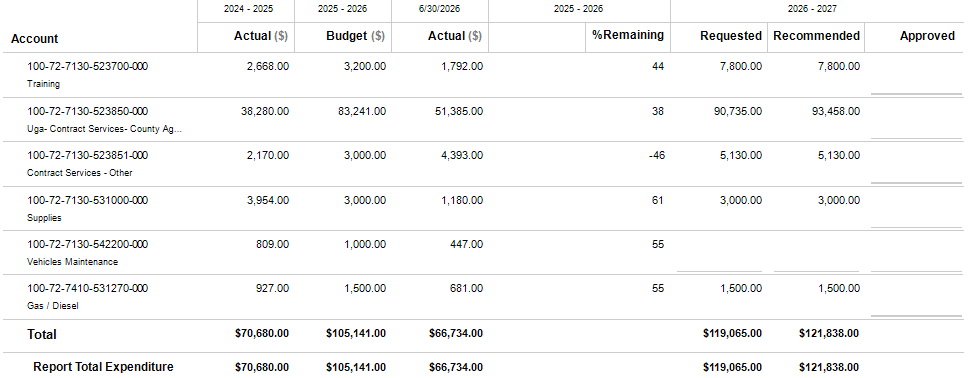 2024 - 2025 2025 - 2026 6/30/2026 2025 - 2026 2026 - 2027
Account Actual ($) Budget ($) Actual ($) %Remaining Requested Recommended Approved
100-72-7130-523700-000 2,668.00 3,200.00 1,792.00 44 7,800.00 7,800.00
Training
100-72-7130-523850-000 38,280.00 83,241.00 51,385.00 38 90,735.00 93,458.00
Uga- Contract Services- County Ag...
100-72-7130-523851-000 2,170.00 3,000.00 4,393.00 -46 5,130.00 5,130.00
Contract Services - Other
100-72-7130-531000-000 3,954.00 3,000.00 1,180.00 61 3,000.00 3,000.00
Supplies
100-72-7130-542200-000 809.00 1,000.00 447.00 55
Vehicles Maintenance
100-72-7410-531270-000 927.00 1,500.00 681.00 55 1,500.00 1,500.00
Gas / Diesel
Total $70,680.00 $105,141.00 $66,734.00 $119,065.00 $121,838.00
Report Total Expenditure $70,680.00 $105,141.00 $66,734.00 $119,065.00 $121,838.00